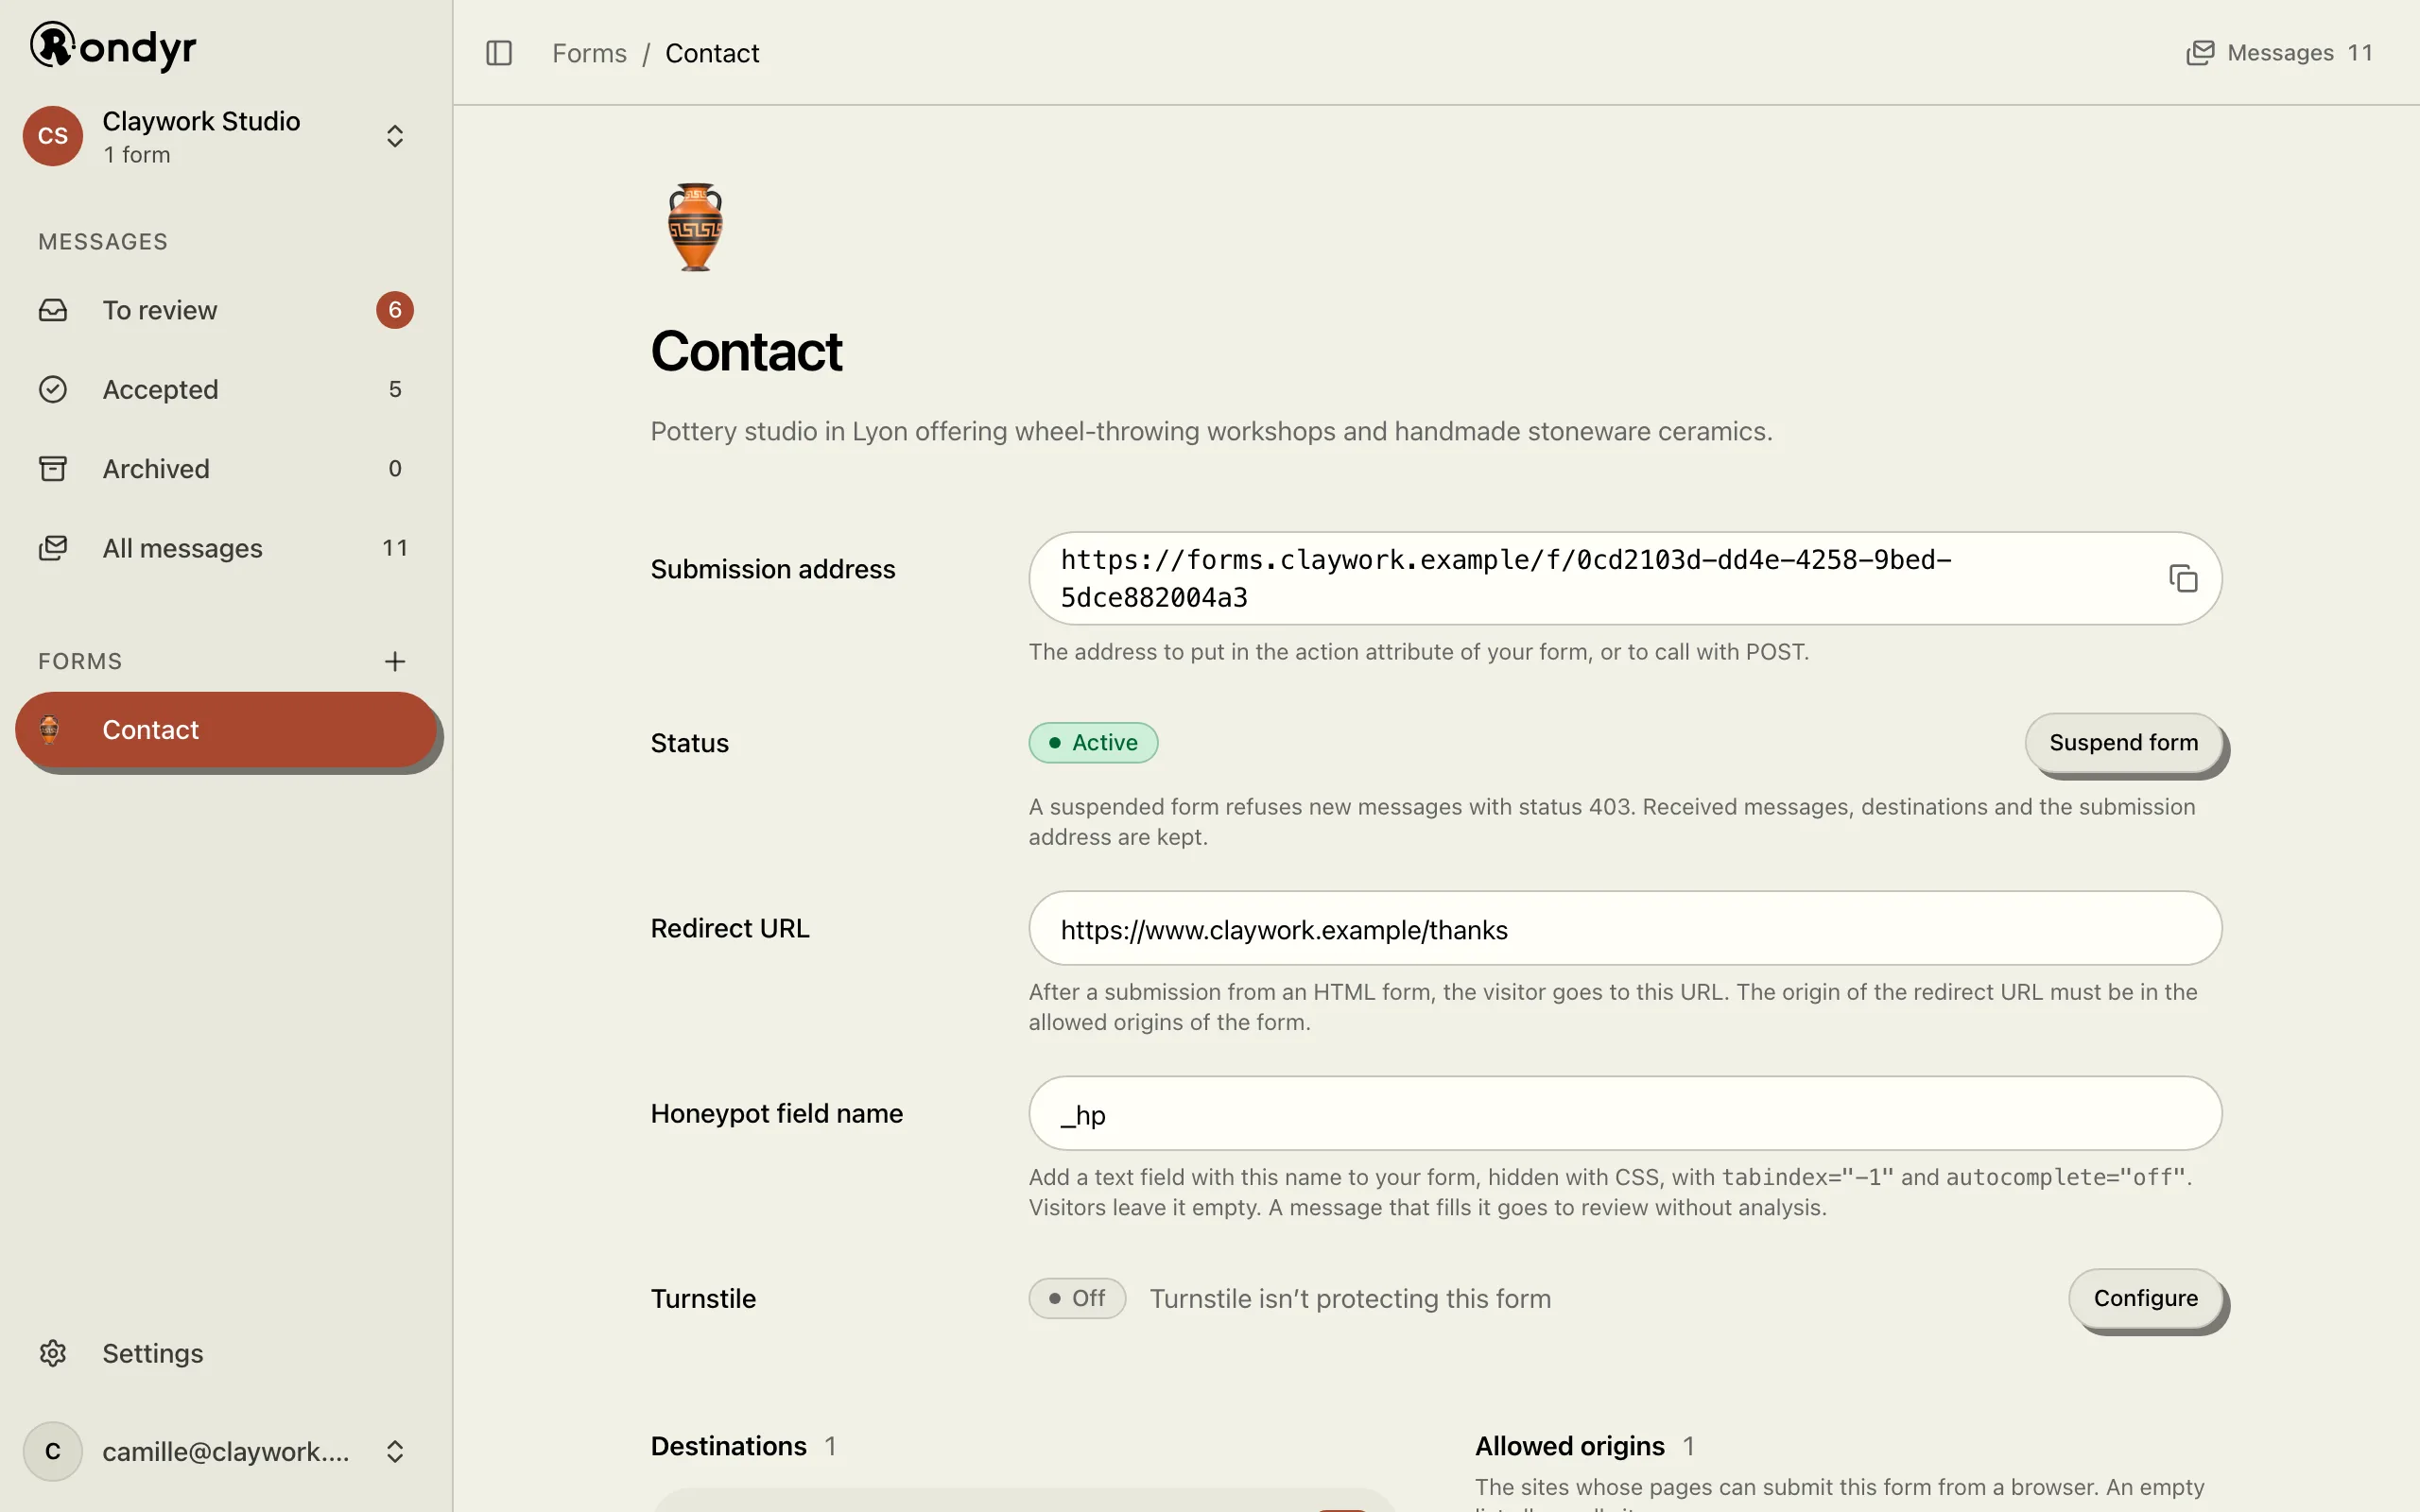 Rondyr
CS
Claywork Studio
1 form
MESSAGES
To review 6
Accepted 5
Archived 0
All messages 11
FORMS
Contact
Settings
C
camille@claywork....
Forms / Contact
Messages 11
Contact
Pottery studio in Lyon offering wheel-throwing workshops and handmade stoneware ceramics.
Submission address
https://forms.claywork.example/f/0cd2103d-dd4e-4258-9bed-
5dce882004a3
The address to put in the action attribute of your form, or to call with POST.
Status
Active
Suspend form
A suspended form refuses new messages with status 403. Received messages, destinations and the submission
address are kept.
Redirect URL
https://www.claywork.example/thanks
After a submission from an HTML form, the visitor goes to this URL. The origin of the redirect URL must be in the
allowed origins of the form.
Honeypot field name
_hp
Add a text field with this name to your form, hidden with CSS, with tabindex="-1" and autocomplete="off".
Visitors leave it empty. A message that fills it goes to review without analysis.
Turnstile
Off
Turnstile isn’t protecting this form
Configure
Destinations 1
Allowed origins 1
The sites whose pages can submit this form from a browser. An empty